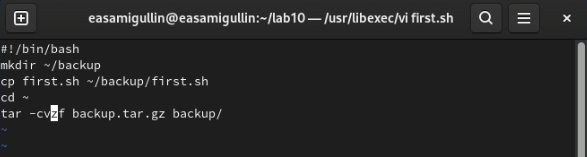 easamigullin@easamigullin:~/lab10 — /usr/libexec/vi first.sh
#!/bin/bash
mkdir ~/backup
cp first.sh ~/backup/first.sh
cd ~
tar -cvzf backup.tar.gz backup/
~
~